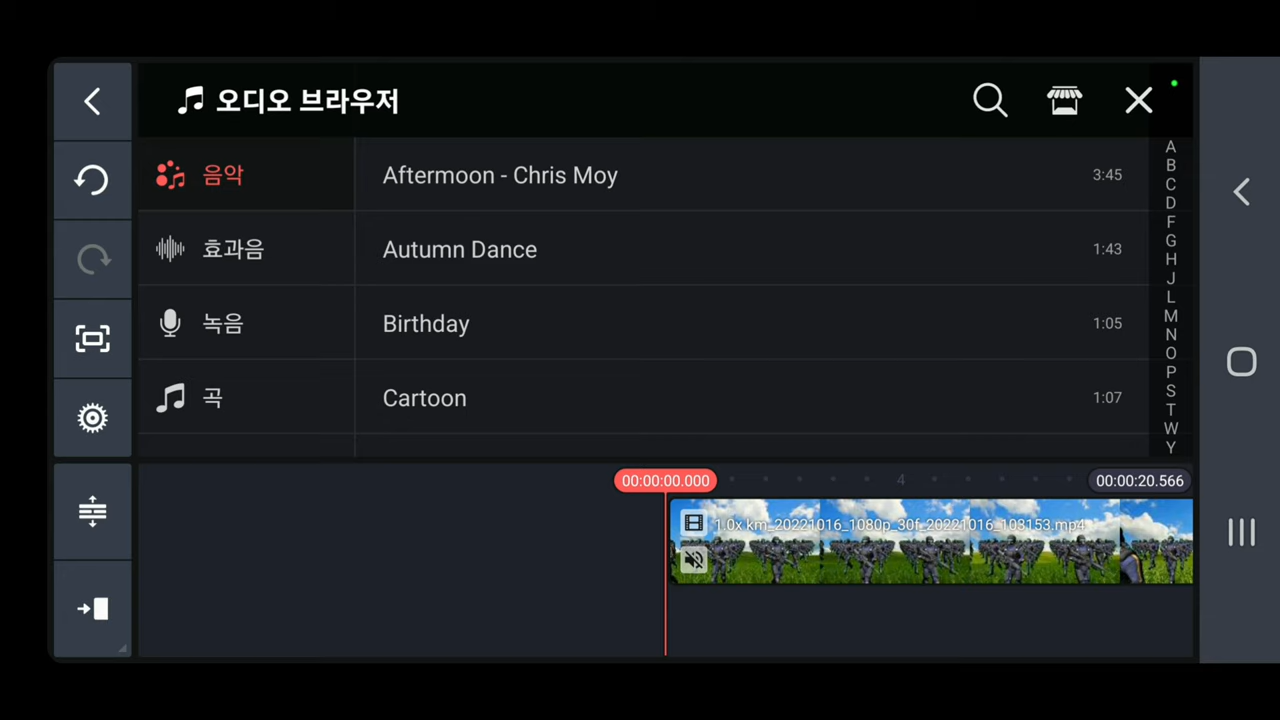 오디오 브라우저
음악
Aftermoon - Chris Moy
3:45
효과음
Autumn Dance
1:43
녹음
Birthday
1:05
곡
Cartoon
1:07
A
B
C
D
F
G
H
J
L
M
N
O
P
S
T
W
Y
00:00:00.000
4
00:00:20.566
1.0x km_20221016_1080p_30f_20221016_103153.mp4